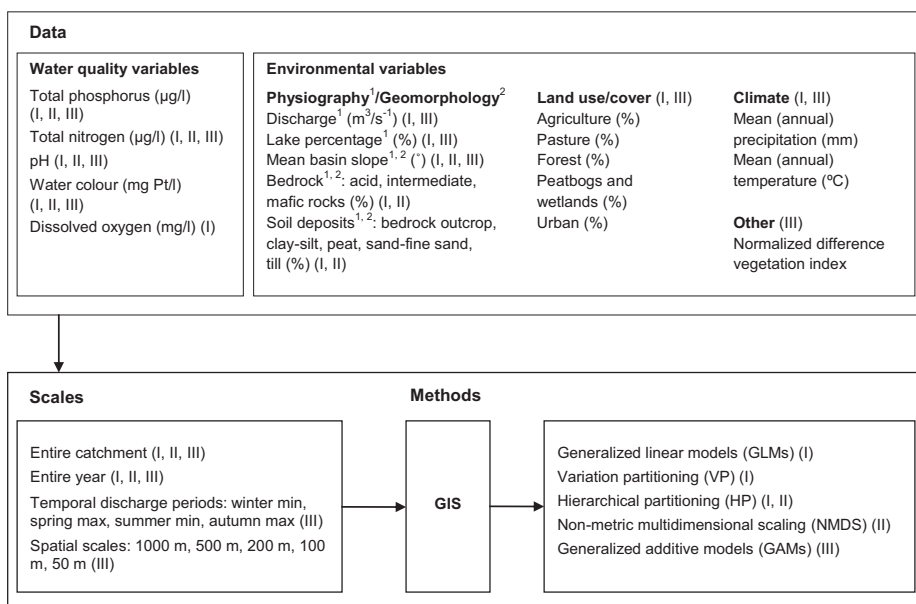 Data
Water quality variables
Total phosphorus (µg/l)
(I, II, III)
Total nitrogen (µg/l) (I, II, III)
pH (I, II, III)
Water colour (mg Pt/l)
(I, II, III)
Dissolved oxygen (mg/l) (I)
Environmental variables
Physiography¹/Geomorphology²
Discharge¹ (m³/s⁻¹) (I, III)
Lake percentage¹ (%) (I, III)
Mean basin slope¹, ² (°) (I, II, III)
Bedrock¹, ²: acid, intermediate,
mafic rocks (%) (I, II)
Soil deposits¹, ²: bedrock outcrop,
clay-silt, peat, sand-fine sand,
till (%) (I, II)
Land use/cover (I, III)
Agriculture (%)
Pasture (%)
Forest (%)
Peatbogs and
wetlands (%)
Urban (%)
Climate (I, III)
Mean (annual)
precipitation (mm)
Mean (annual)
temperature (ºC)
Other (III)
Normalized difference
vegetation index
Scales
Methods
Entire catchment (I, II, III)
Entire year (I, II, III)
Temporal discharge periods: winter min,
spring max, summer min, autumn max (III)
Spatial scales: 1000 m, 500 m, 200 m, 100
m, 50 m (III)
GIS
Generalized linear models (GLMs) (I)
Variation partitioning (VP) (I)
Hierarchical partitioning (HP) (I, II)
Non-metric multidimensional scaling (NMDS) (II)
Generalized additive models (GAMs) (III)